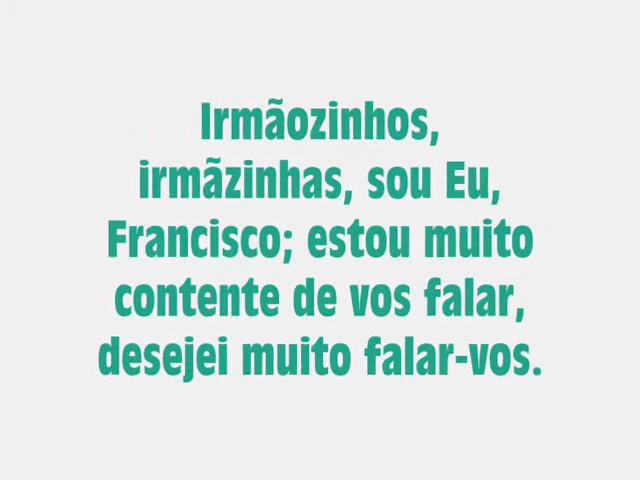 Irmãozinhos,
irmãzinhas, sou Eu,
Francisco; estou muito
contente de vos falar,
desejei muito falar-vos.